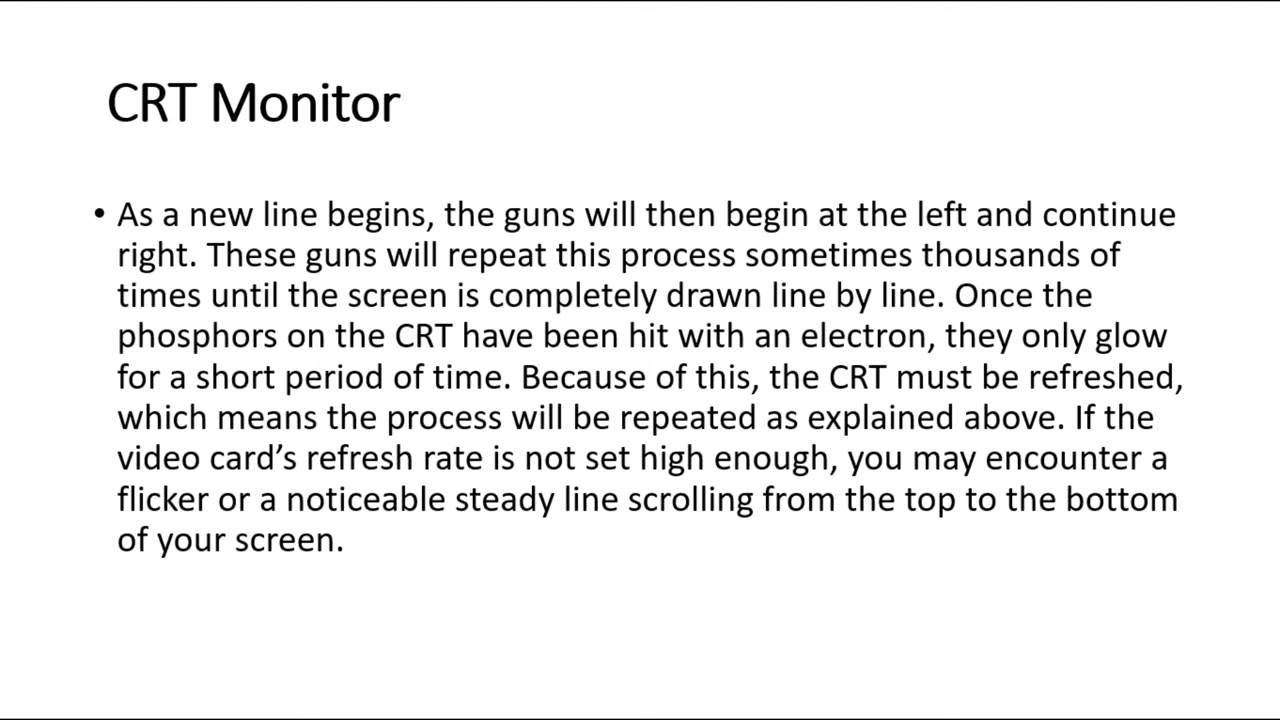 CRT Monitor
• As a new line begins, the guns will then begin at the left and continue
right. These guns will repeat this process sometimes thousands of
times until the screen is completely drawn line by line. Once the
phosphors on the CRT have been hit with an electron, they only glow
for a short period of time. Because of this, the CRT must be refreshed,
which means the process will be repeated as explained above. If the
video card’s refresh rate is not set high enough, you may encounter a
flicker or a noticeable steady line scrolling from the top to the bottom
of your screen.